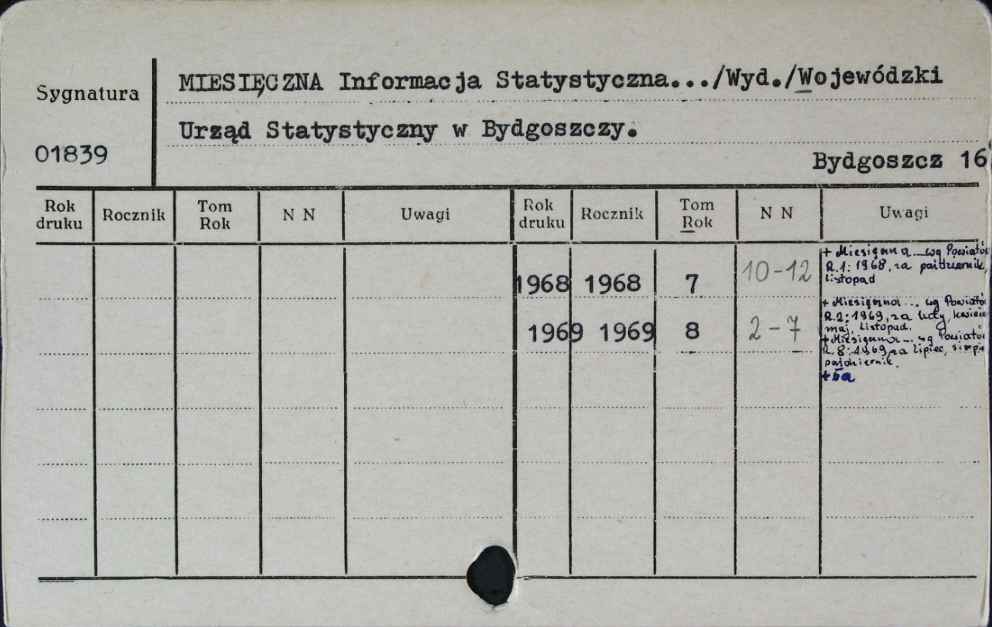 Sygnatura
01839
MIESIĘCZNA Informacja Statystyczna.../Wyd./Wojewódzki
Urząd Statystyczny w Bydgoszczy.
Bydgoszcz 16
Rok druku Rocznik Tom Rok N N Uwagi Rok druku Rocznik Tom Rok N N Uwagi
1968 1968 7 10-12
+ Miesięczna ... wg Powiatów
R.1: 1968, za październik,
listopad
1969 1969 8 2-7
+ Miesięczna ... wg Powiatów
R.2: 1969, za luty, kwiecień
maj, listopad.
+ Miesięczna ... wg Powiatów
R. 8: 1969 za lipiec, sierpień
październik.